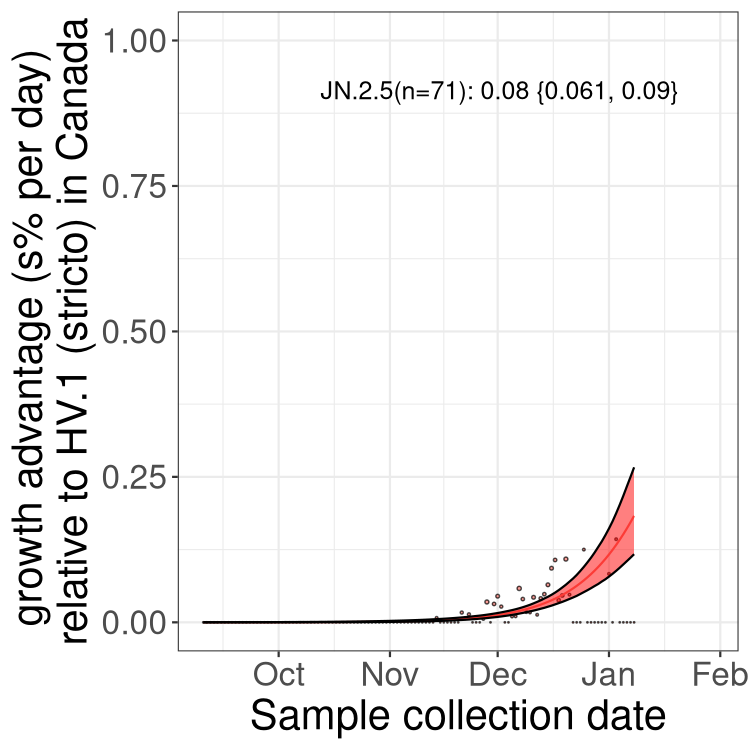 growth advantage (s% per day)
relative to HV.1 (stricto) in Canada
1.00
JN.2.5(n=71): 0.08 {0.061, 0.09}
0.75
0.50
0.25
0.00
Oct Nov Dec Jan Feb
Sample collection date